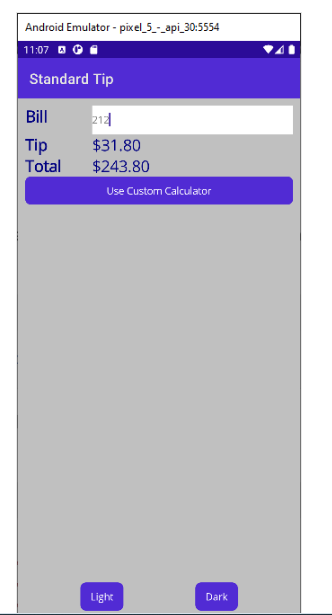 Android Emulator - pixel_5_-_api_30:5554
11:07
Standard Tip
Bill 212
Tip $31.80
Total $243.80
Use Custom Calculator
Light Dark